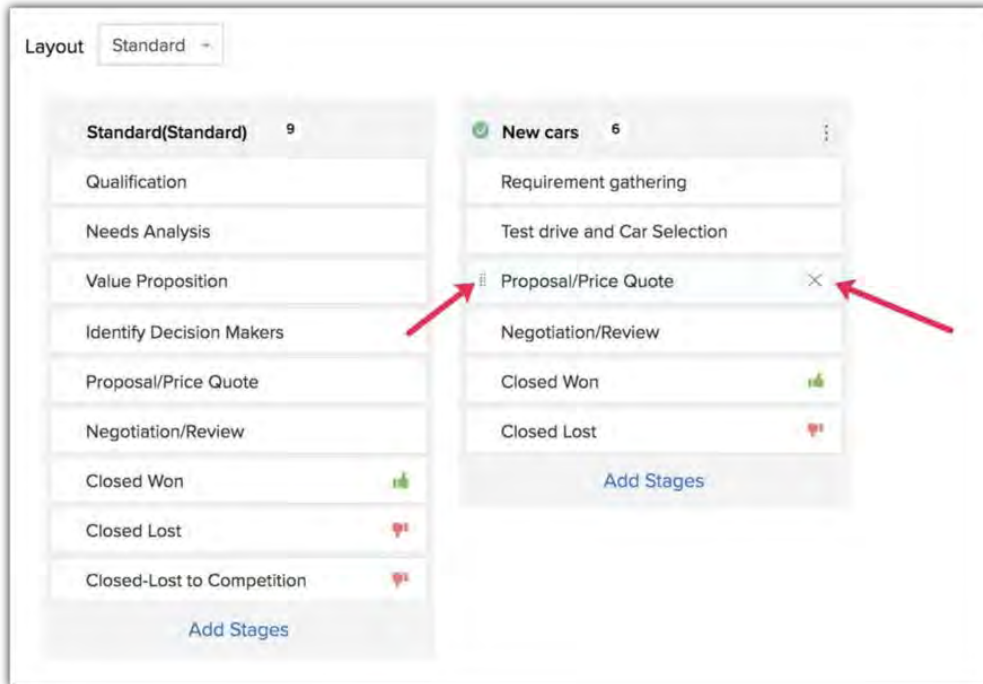 Layout Standard
Standard(Standard) 9
Qualification
Needs Analysis
Value Proposition
Identify Decision Makers
Proposal/Price Quote
Negotiation/Review
Closed Won
Closed Lost
Closed-Lost to Competition
Add Stages
New cars 6
Requirement gathering
Test drive and Car Selection
Proposal/Price Quote
Negotiation/Review
Closed Won
Closed Lost
Add Stages